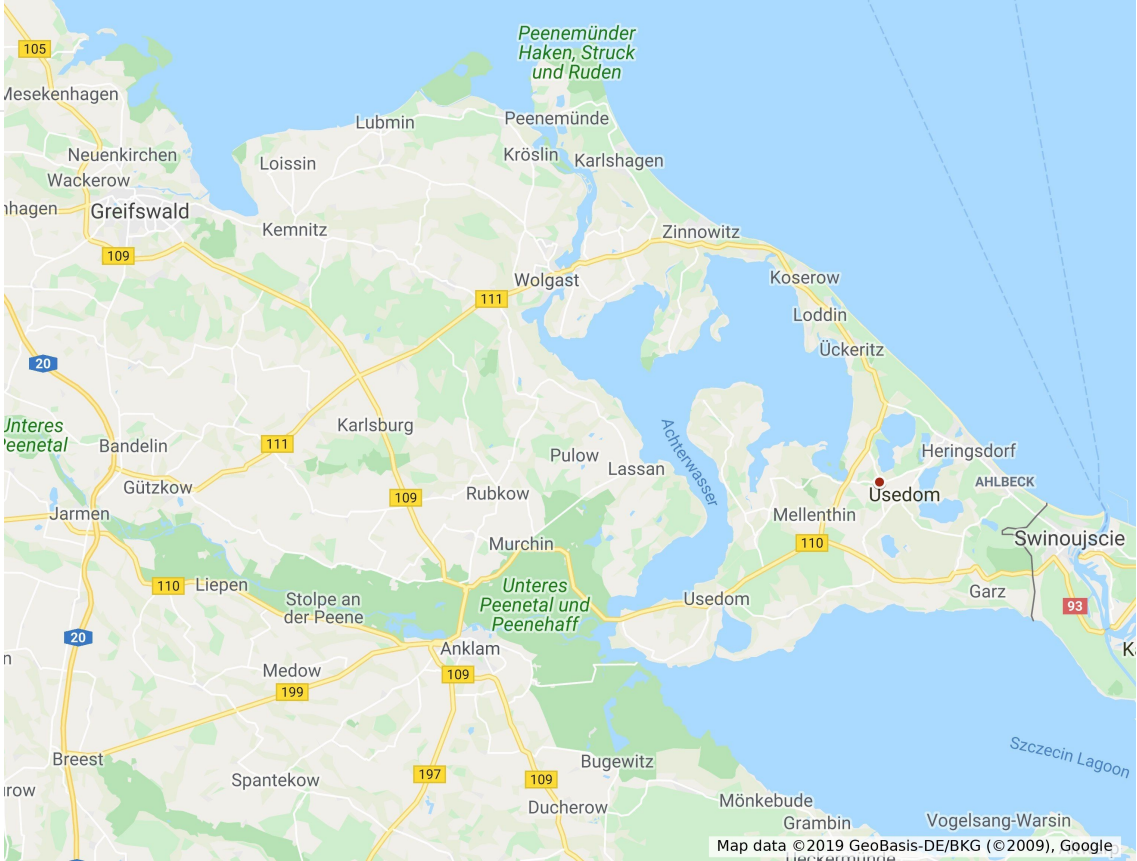 Peenemünder
Haken, Struck
und Ruden
105
Mesekenhagen
Lubmin
Peenemünde
Neuenkirchen
Loissin
Kröslin
Karlshagen
Wackerow
nhagen
Greifswald
Kemnitz
Zinnowitz
109
Wolgast
Koserow
111
Loddin
Ückeritz
20
Unteres
Peenetal
Karlsburg
Bandelin
111
Achterwasser
Pulow
Lassan
Heringsdorf
AHLBECK
Gützkow
109
Rubkow
Usedom
Jarmen
Mellenthin
Swinoujscie
Murchin
110
110
Liepen
Unteres
Peenetal und
Peenehaff
Stolpe an
der Peene
Usedom
Garz
93
20
Anklam
n
Medow
109
199
Szczecin Lagoon
Breest
Spantekow
197
109
Bugewitz
urow
Ducherow
Mönkebude
Grambin
Vogelsang-Warsin
Map data ©2019 GeoBasis-DE/BKG (©2009), Google